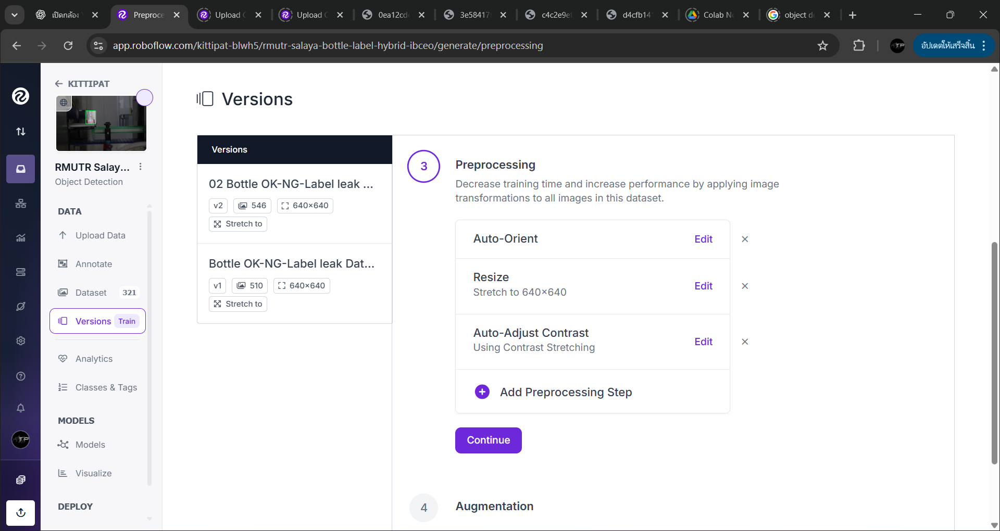 เปิดกล้อง
Preproce
Upload
Upload
0ea12cd
3e58417
c4c2e9e
d4cfb14
Colab N
object d
app.roboflow.com/kittipat-blwh5/rmutr-salaya-bottle-label-hybrid-ibceo/generate/preprocessing
อัปเดตให้เสร็จสิ้น
KITTIPAT
RMUTR Salay...
Object Detection
DATA
Upload Data
Annotate
Dataset 321
Versions Train
Analytics
Classes & Tags
MODELS
Models
Visualize
DEPLOY
Versions
Versions
02 Bottle OK-NG-Label leak ...
v2 546 640×640
Stretch to
Bottle OK-NG-Label leak Dat...
v1 510 640×640
Stretch to
3 Preprocessing
Decrease training time and increase performance by applying image
transformations to all images in this dataset.
Auto-Orient Edit
Resize
Stretch to 640×640 Edit
Auto-Adjust Contrast
Using Contrast Stretching Edit
Add Preprocessing Step
Continue
4 Augmentation